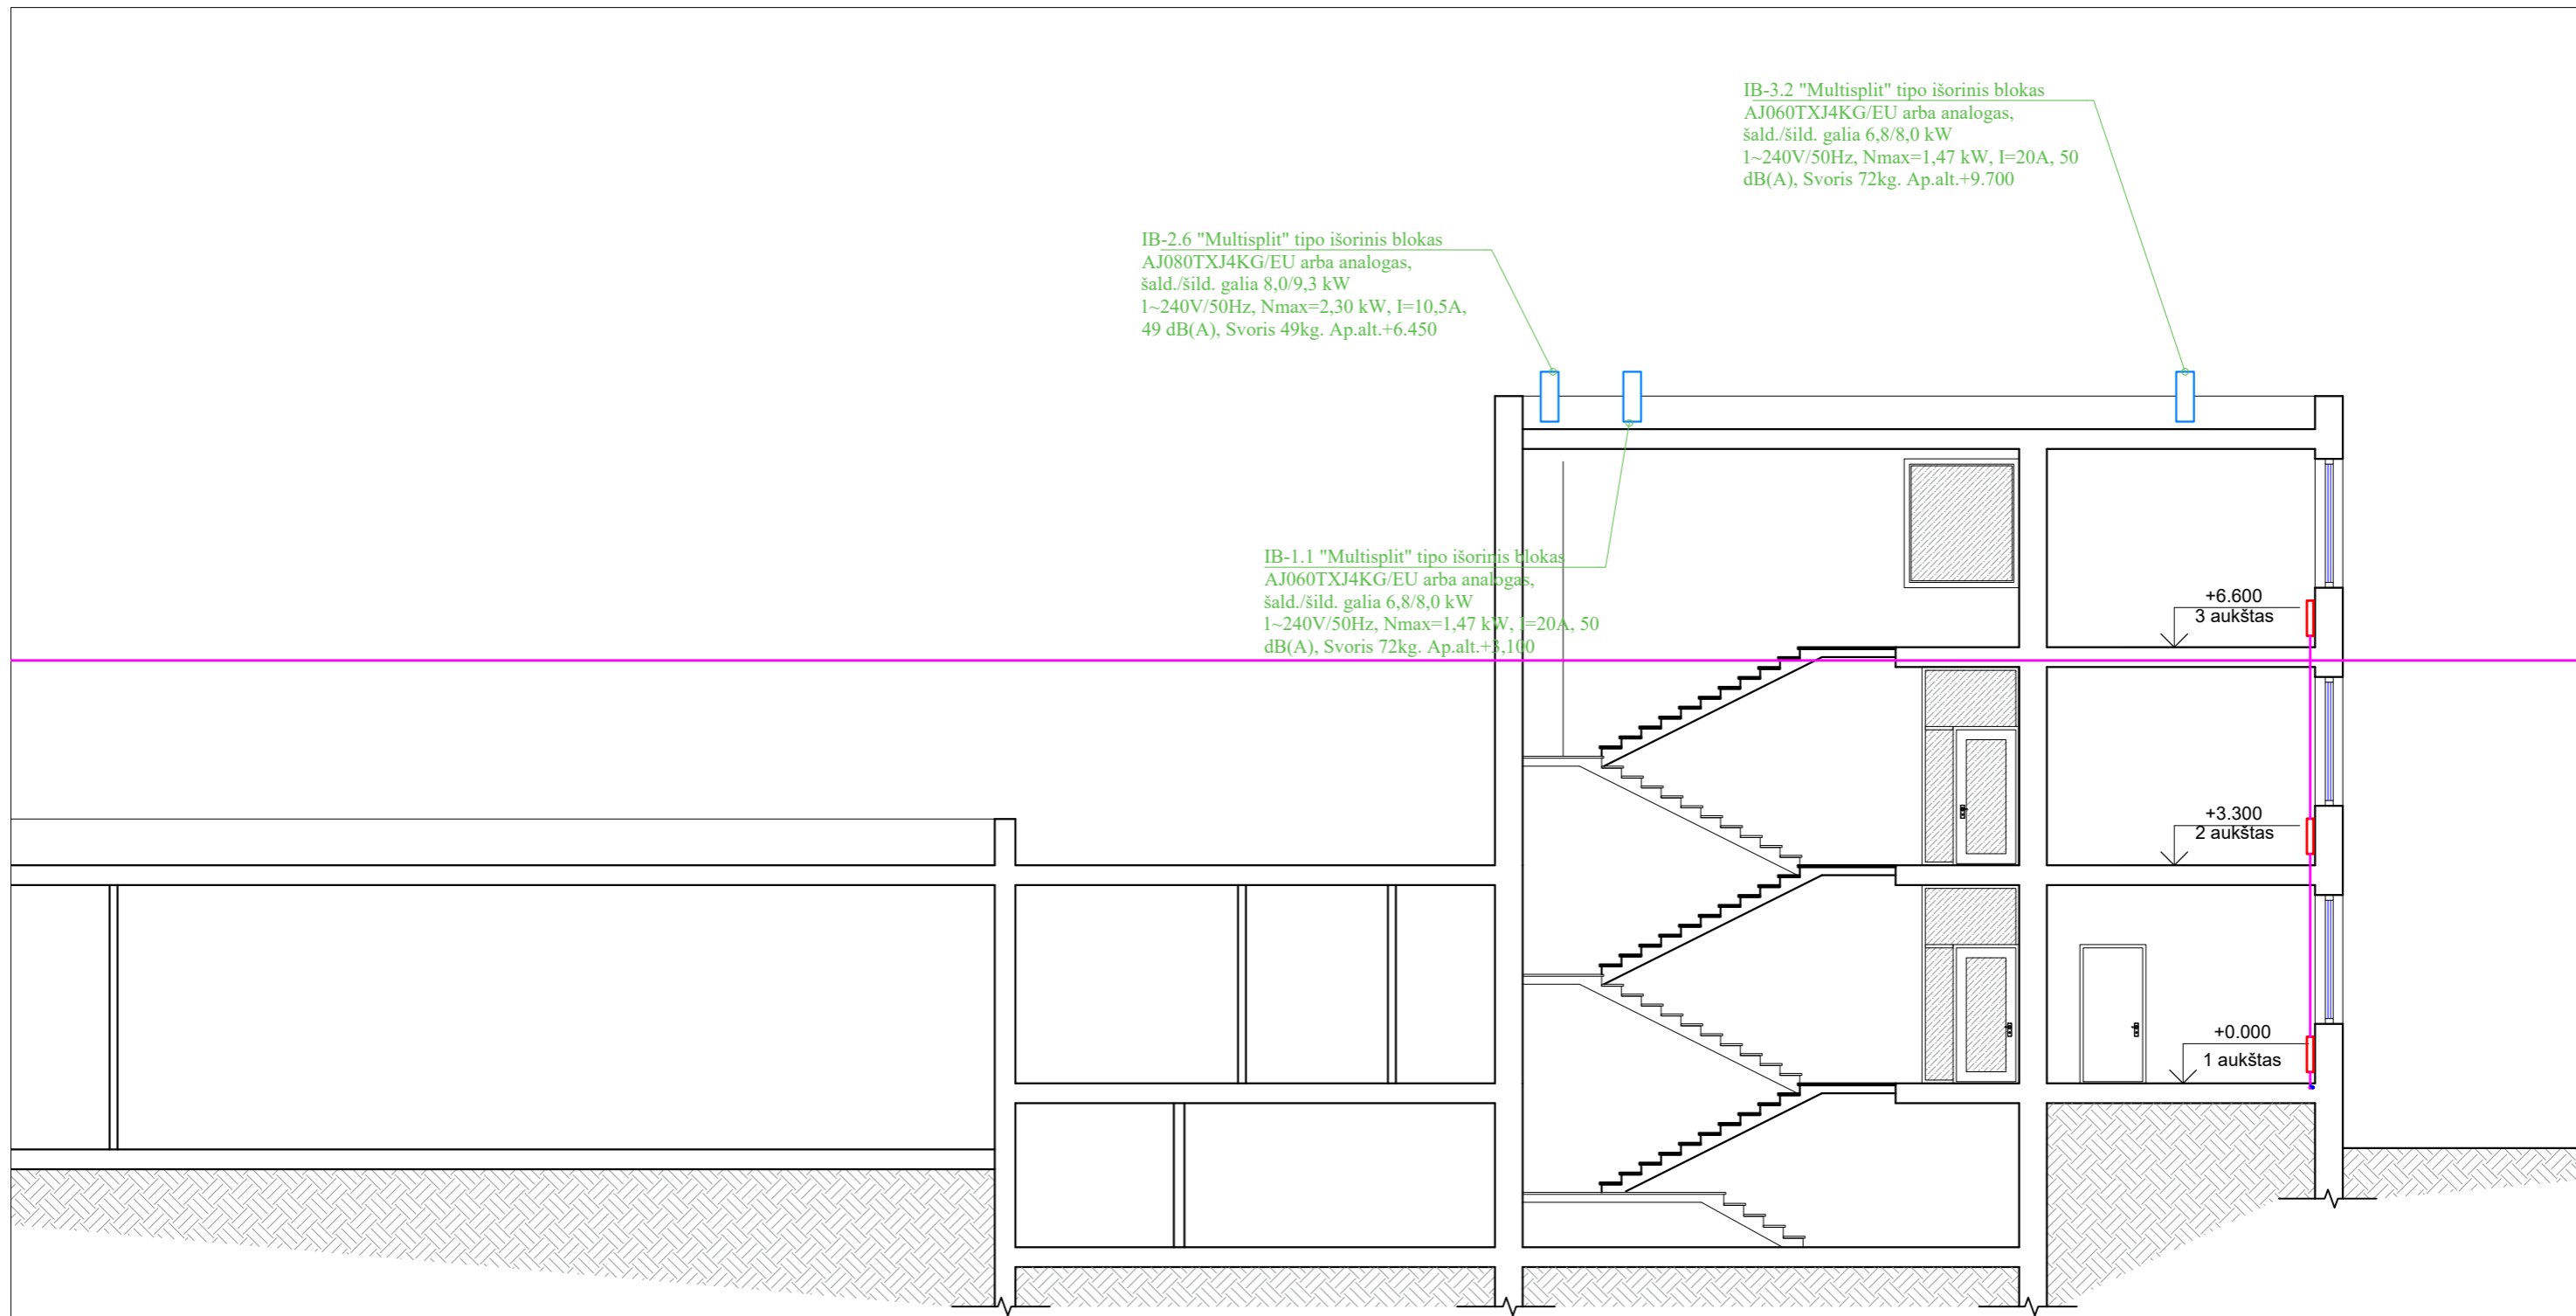 IB-3.2 "Multisplit" tipo išorinis blokas
AJ060TXJ4KG/EU arba analogas,
šald./šild. galia 6,8/8,0 kW
1~240V/50Hz, Nmax=1,47 kW, I=20A, 50
dB(A), Svoris 72kg. Ap.alt.+9.700
IB-2.6 "Multisplit" tipo išorinis blokas
AJ080TXJ4KG/EU arba analogas,
šald./šild. galia 8,0/9,3 kW
1~240V/50Hz, Nmax=2,30 kW, I=10,5A,
49 dB(A), Svoris 49kg. Ap.alt.+6.450
IB-1.1 "Multisplit" tipo išorinis blokas
AJ060TXJ4KG/EU arba analogas,
šald./šild. galia 6,8/8,0 kW
1~240V/50Hz, Nmax=1,47 kW, I=20A, 50
dB(A), Svoris 72kg. Ap.alt.+3,100
+6.600
3 aukštas
+3.300
2 aukštas
+0.000
1 aukštas